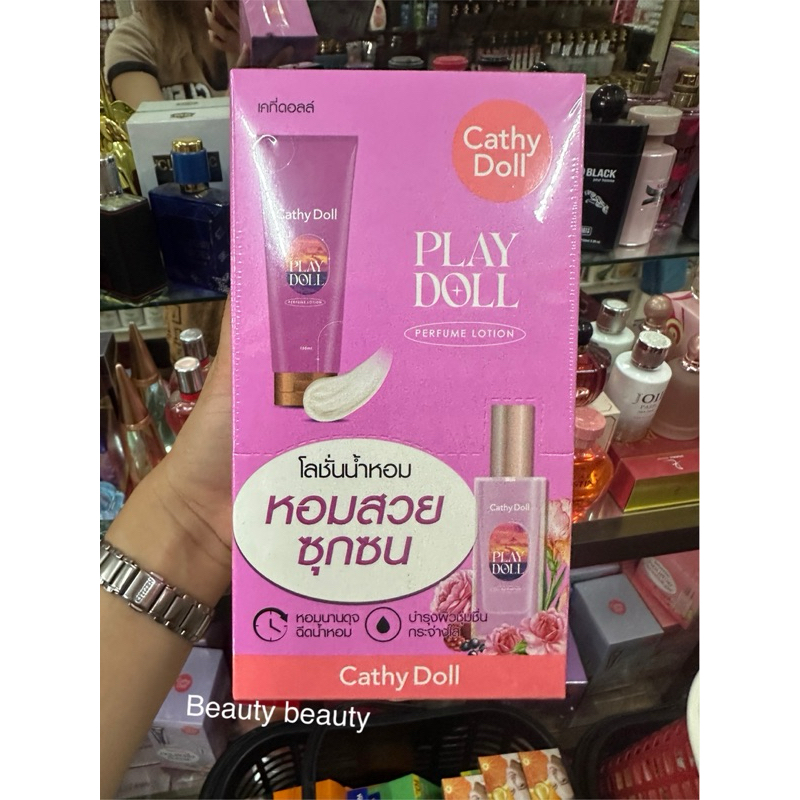 เคที่ดอลล์
Cathy
Doll
Cathy Doll
PLAY
DOLL
PERFUME LOTION
PLAY
DOLL
PERFUME LOTION
โลชั่นน้ำหอม
หอมสวย
ซุกซน
Cathy Doll
PLAY
DOLL
หอมนานดุจ
ฉีดน้ำหอม
บำรุงผิวชุ่มชื่น
กระจ่างใส
Cathy Doll
Beauty beauty
BLACK